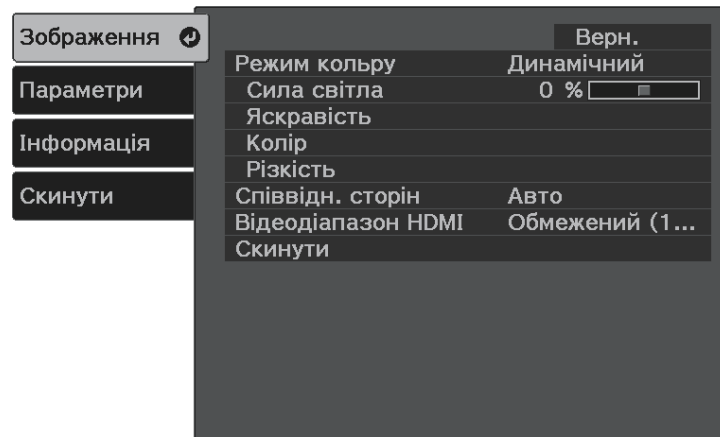 Зображення
Параметри
Інформація
Скинути
Верн.
Режим кольру Динамічний
Сила світла 0 %
Яскравість
Колір
Різкість
Співвідн. сторін Авто
Відеодіапазон HDMI Обмежений (1...
Скинути